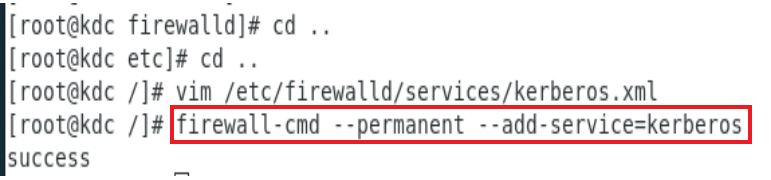 [root@kdc firewalld]# cd ..
[root@kdc etc]# cd ..
[root@kdc /]# vim /etc/firewalld/services/kerberos.xml
[root@kdc /]# firewall-cmd --permanent --add-service=kerberos
success